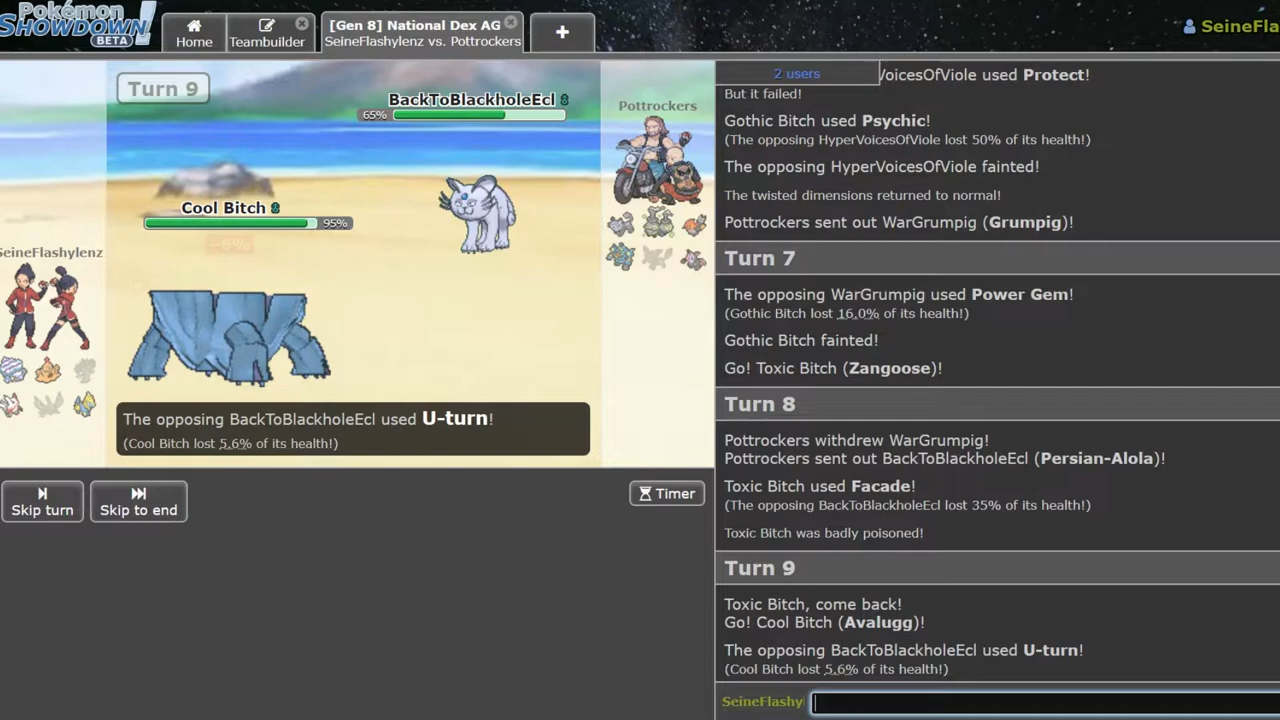 Pokémon
SHOWDOWN!
BETA
Home
Teambuilder
[Gen 8] National Dex AG
SeineFlashylenz vs. Pottrockers
+
SeineFla
Turn 9
BackToBlackholeEcl
65%
Cool Bitch
95%
-6%
SeineFlashylenz
Pottrockers
The opposing BackToBlackholeEcl used U-turn!
(Cool Bitch lost 5.6% of its health!)
Skip turn
Skip to end
Timer
2 users
VoicesOfViole used Protect!
But it failed!
Gothic Bitch used Psychic!
(The opposing HyperVoicesOfViole lost 50% of its health!)
The opposing HyperVoicesOfViole fainted!
The twisted dimensions returned to normal!
Pottrockers sent out WarGrumpig (Grumpig)!
Turn 7
The opposing WarGrumpig used Power Gem!
(Gothic Bitch lost 16.0% of its health!)
Gothic Bitch fainted!
Go! Toxic Bitch (Zangoose)!
Turn 8
Pottrockers withdrew WarGrumpig!
Pottrockers sent out BackToBlackholeEcl (Persian-Alola)!
Toxic Bitch used Facade!
(The opposing BackToBlackholeEcl lost 35% of its health!)
Toxic Bitch was badly poisoned!
Turn 9
Toxic Bitch, come back!
Go! Cool Bitch (Avalugg)!
The opposing BackToBlackholeEcl used U-turn!
(Cool Bitch lost 5.6% of its health!)
SeineFlashy